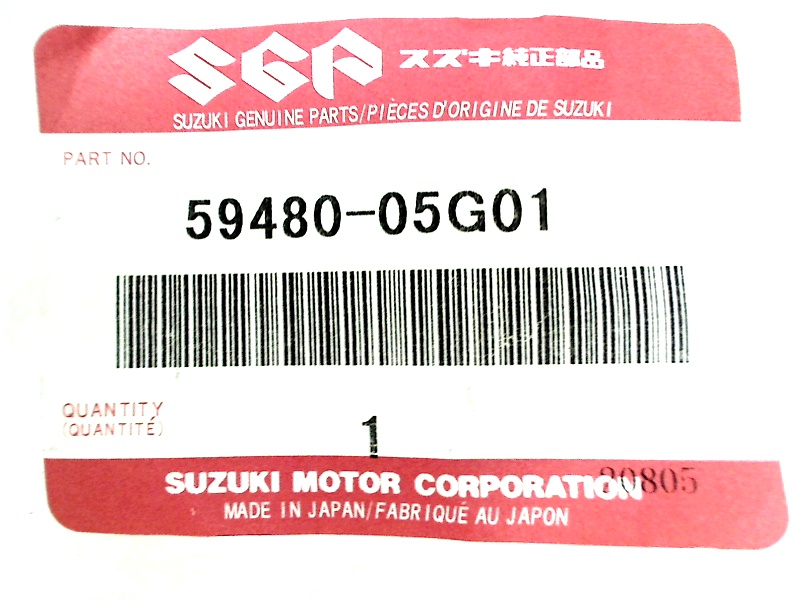 SGP スズキ純正部品
SUZUKI GENUINE PARTS/PIÈCES D'ORIGINE DE SUZUKI
PART NO.
59480-05G01
QUANTITY
(QUANTITÉ)
1
SUZUKI MOTOR CORPORATION 20805
MADE IN JAPAN/FABRIQUÉ AU JAPON